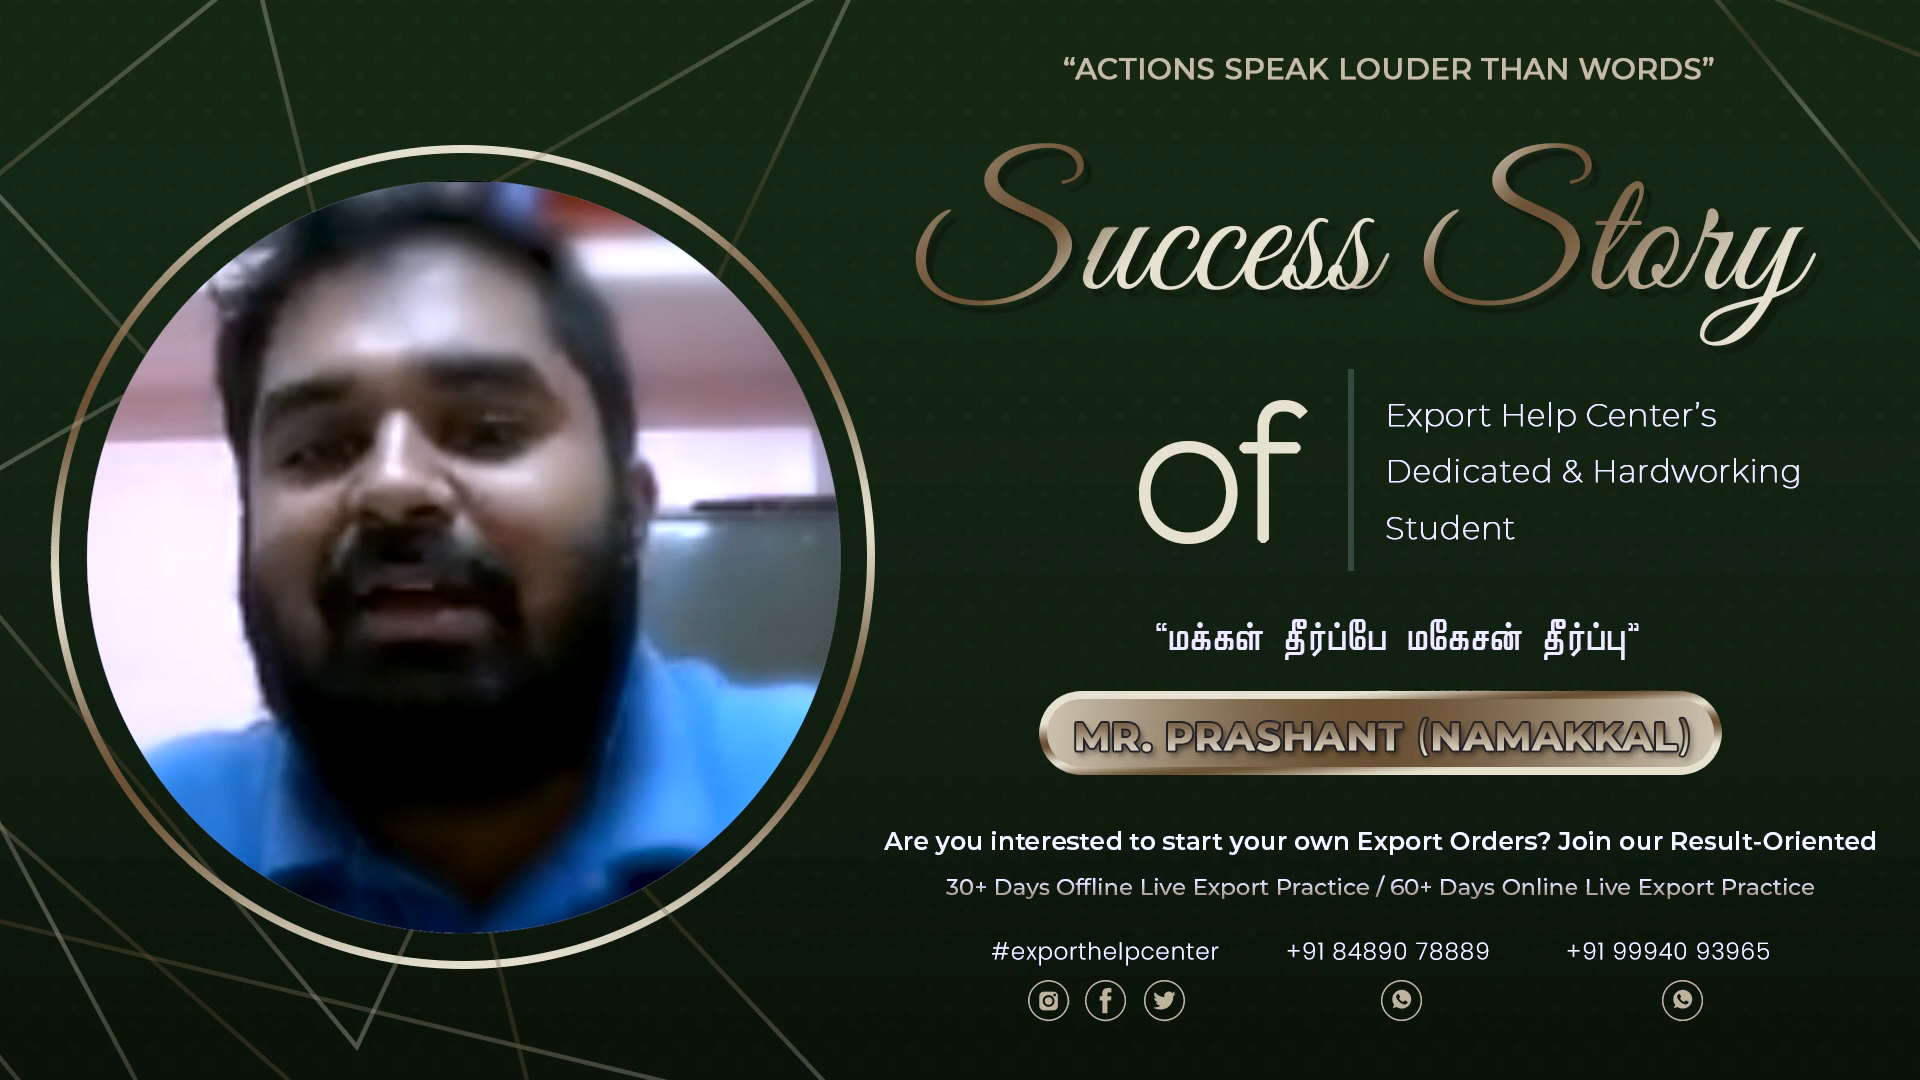 “ACTIONS SPEAK LOUDER THAN WORDS”
Success Story
of
Export Help Center’s
Dedicated & Hardworking
Student
“மக்கள் தீர்ப்பே மகேசன் தீர்ப்பு”
MR. PRASHANT (NAMAKKAL)
Are you interested to start your own Export Orders? Join our Result-Oriented
30+ Days Offline Live Export Practice / 60+ Days Online Live Export Practice
#exporthelpcenter +91 84890 78889 +91 99940 93965